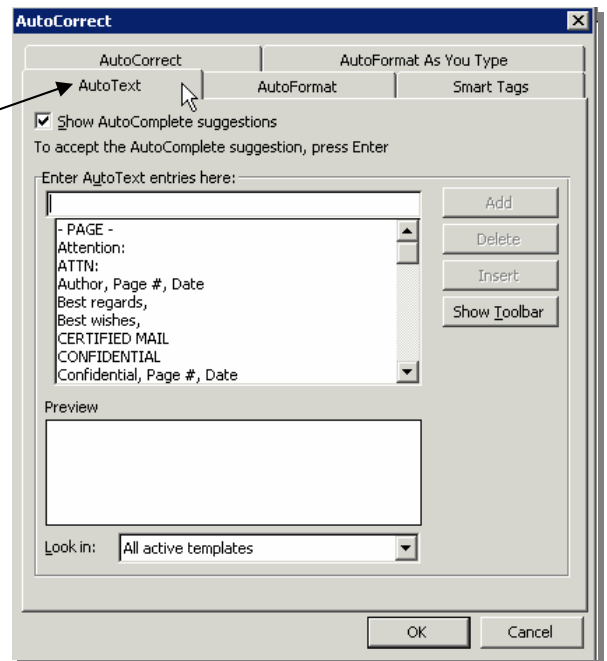 AutoCorrect
AutoCorrect AutoFormat As You Type
AutoText AutoFormat Smart Tags
Show AutoComplete suggestions
To accept the AutoComplete suggestion, press Enter
Enter AutoText entries here:
Add
- PAGE -
Attention:
Delete
ATTN:
Author, Page #, Date
Insert
Best regards,
Best wishes,
Show Toolbar
CERTIFIED MAIL
CONFIDENTIAL
Confidential, Page #, Date
Preview
Look in: All active templates
OK Cancel